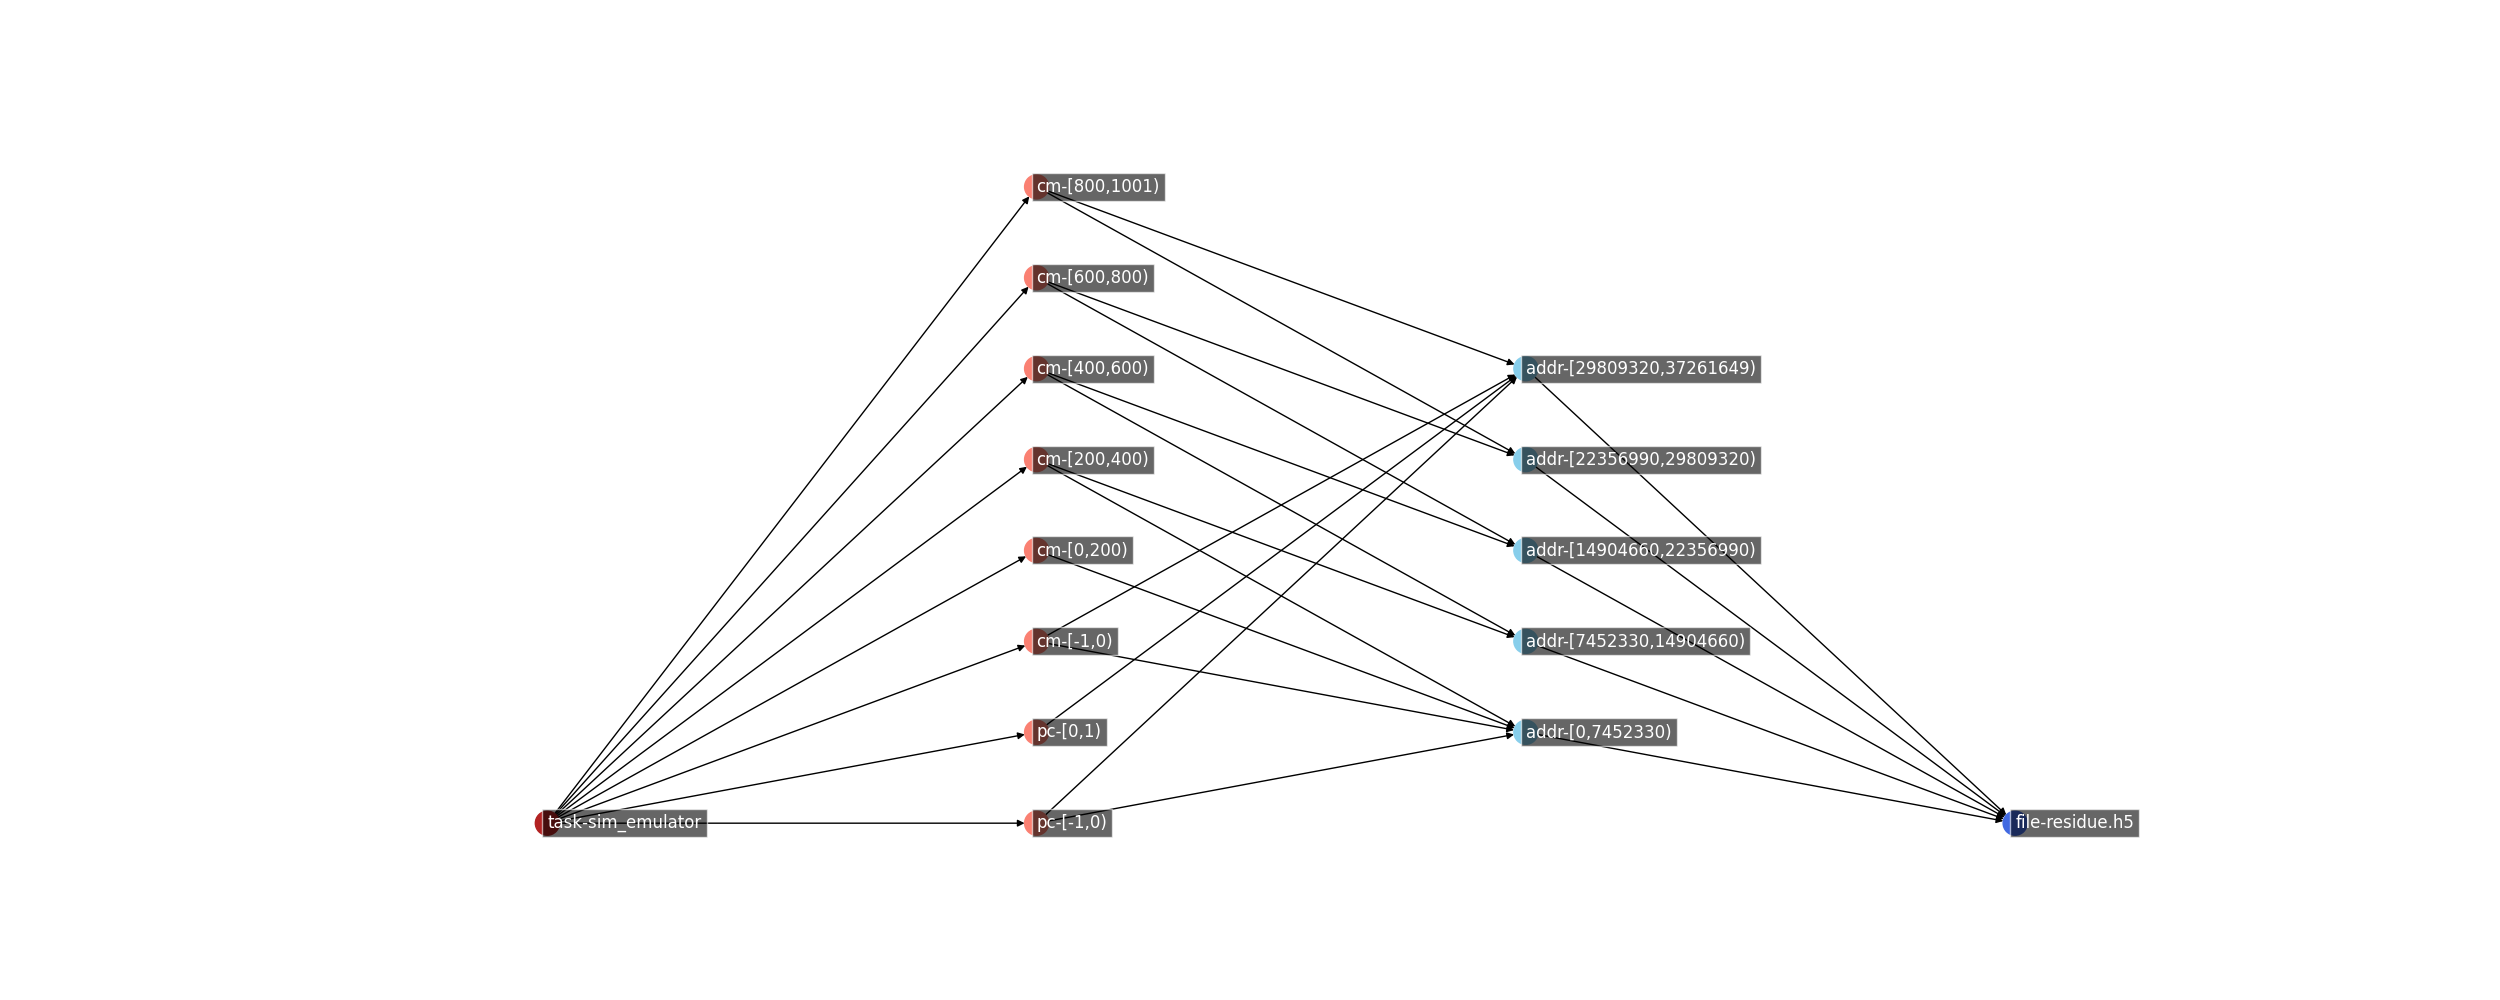 cm-[800,1001)
cm-[600,800)
cm-[400,600)
addr-[29809320,37261649)
cm-[200,400)
addr-[22356990,29809320)
cm-[0,200)
addr-[14904660,22356990)
cm-[-1,0)
addr-[7452330,14904660)
pc-[0,1)
addr-[0,7452330)
task-sim_emulator
pc-[-1,0)
file-residue.h5